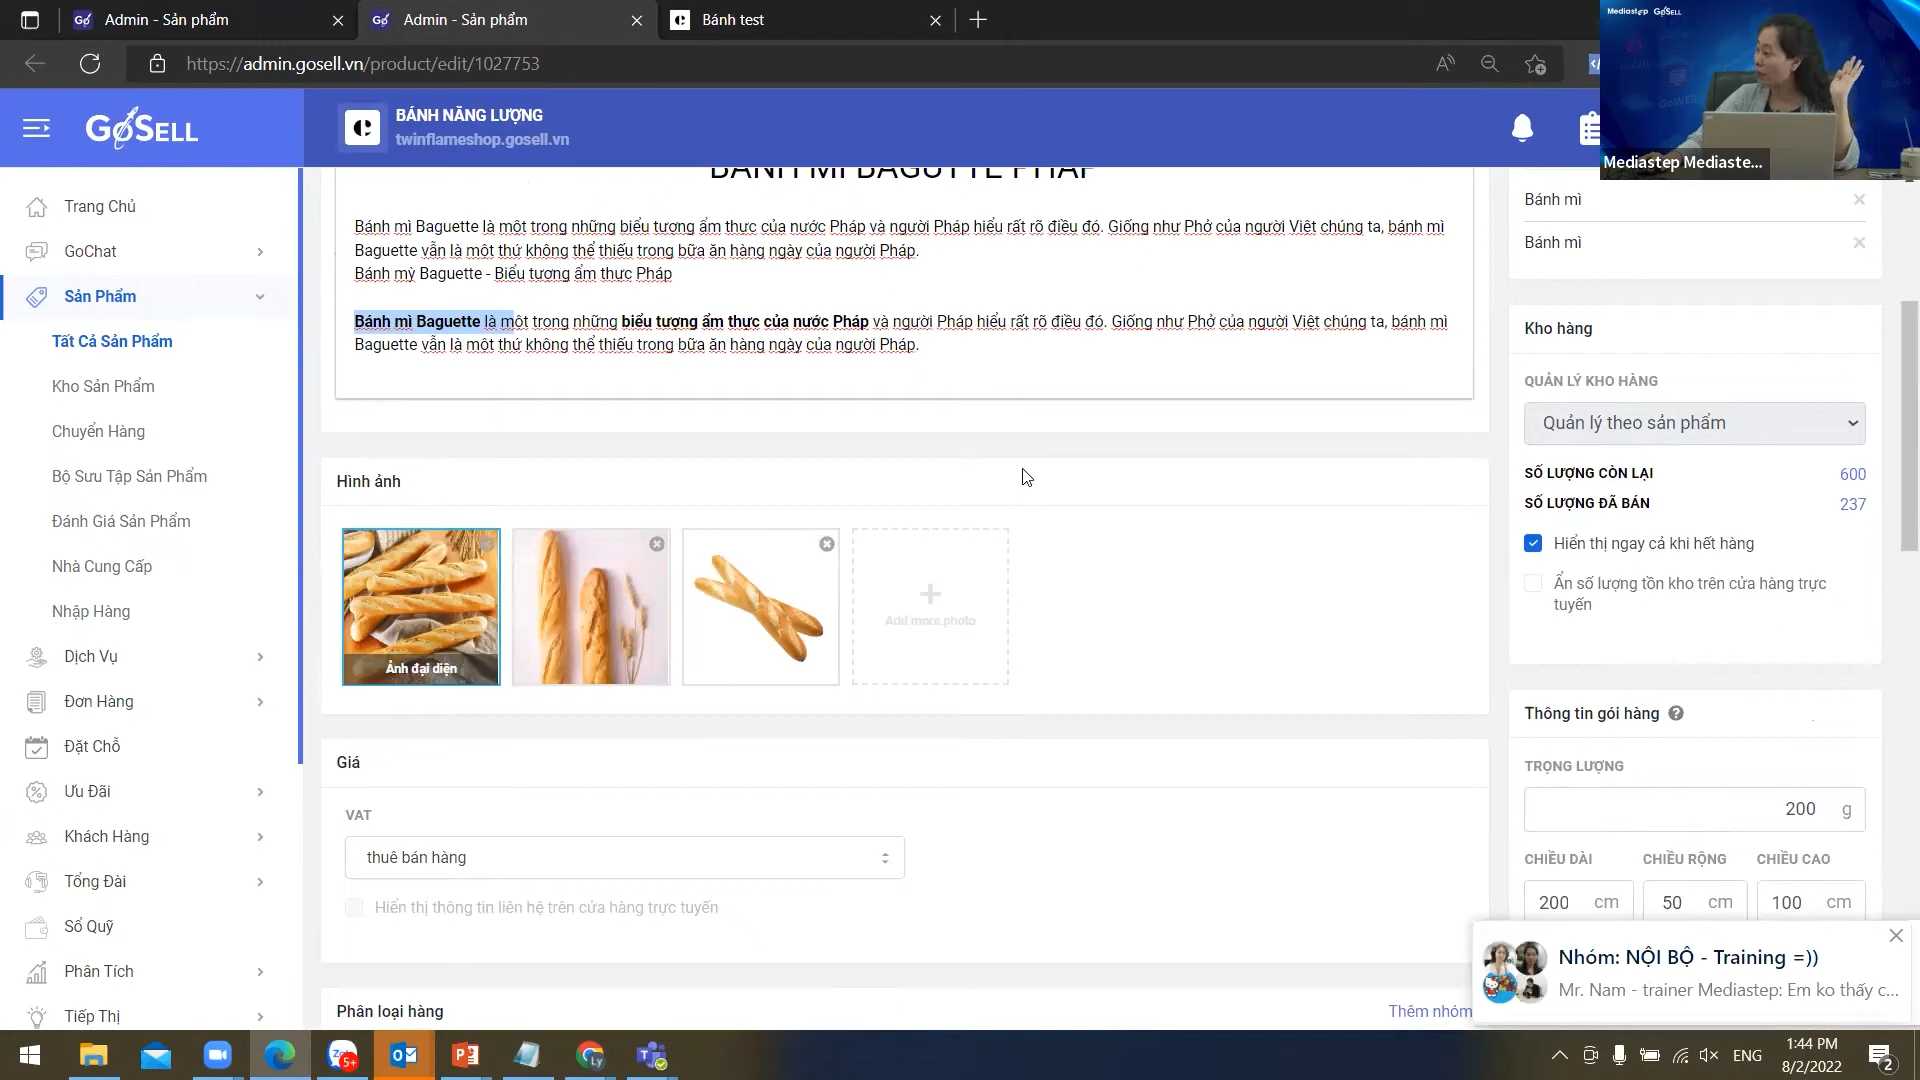 Admin - Sản phẩm
Admin - Sản phẩm
Bánh test
https://admin.gosell.vn/product/edit/1027753
Mediastep GoSELL
GoWEB
Mediastep Mediaste...
GoSELL
BÁNH NĂNG LƯỢNG
twinflameshop.gosell.vn
Trang Chủ
GoChat
Sản Phẩm
Tất Cả Sản Phẩm
Kho Sản Phẩm
Chuyển Hàng
Bộ Sưu Tập Sản Phẩm
Đánh Giá Sản Phẩm
Nhà Cung Cấp
Nhập Hàng
Dịch Vụ
Đơn Hàng
Đặt Chỗ
Ưu Đãi
Khách Hàng
Tổng Đài
Sổ Quỹ
Phân Tích
Tiếp Thị
BÁNH MÌ BAGUTTE PHÁP
Bánh mì Baguette là một trong những biểu tượng ẩm thực của nước Pháp và người Pháp hiểu rất rõ điều đó. Giống như Phở của người Việt chúng ta, bánh mì
Baguette vẫn là một thứ không thể thiếu trong bữa ăn hàng ngày của người Pháp.
Bánh mỳ Baguette - Biểu tượng ẩm thực Pháp
Bánh mì Baguette là một trong những biểu tượng ẩm thực của nước Pháp và người Pháp hiểu rất rõ điều đó. Giống như Phở của người Việt chúng ta, bánh mì
Baguette vẫn là một thứ không thể thiếu trong bữa ăn hàng ngày của người Pháp.
Hình ảnh
Ảnh đại diện
Add more photo
Giá
VAT
thuê bán hàng
Hiển thị thông tin liên hệ trên cửa hàng trực tuyến
Phân loại hàng
Thêm nhóm
Bánh mì
Bánh mì
Kho hàng
QUẢN LÝ KHO HÀNG
Quản lý theo sản phẩm
SỐ LƯỢNG CÒN LẠI 600
SỐ LƯỢNG ĐÃ BÁN 237
Hiển thị ngay cả khi hết hàng
Ẩn số lượng tồn kho trên cửa hàng trực
tuyến
Thông tin gói hàng
TRỌNG LƯỢNG
200 g
CHIỀU DÀI CHIỀU RỘNG CHIỀU CAO
200 cm 50 cm 100 cm
Nhóm: NỘI BỘ - Training =))
Mr. Nam - trainer Mediastep: Em ko thấy c...
5+
ENG
1:44 PM
8/2/2022
2